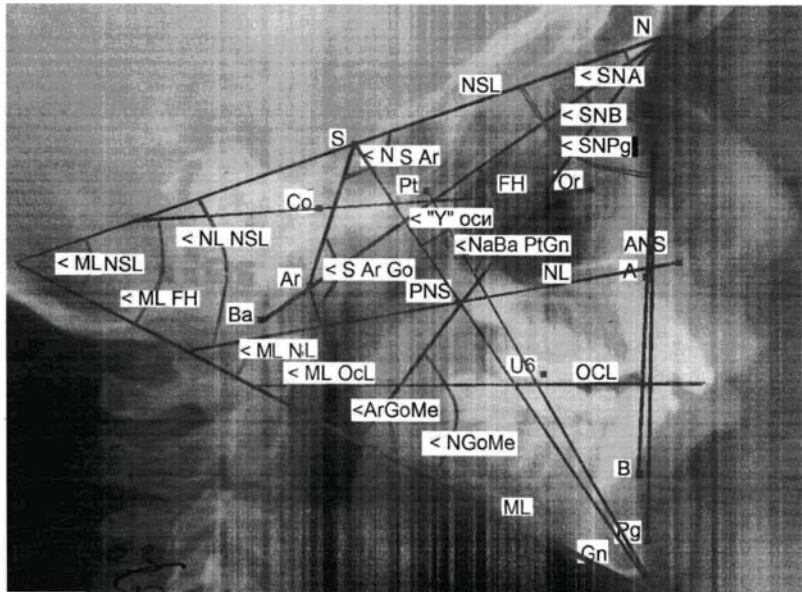 N
< SNA
NSL
< SNB
S
< SNPg
< N S Ar
Pt
FH
Or
Co
< "Y" оси
< NL NSL
<NaBa PtGn
ANS
< ML NSL
< S Ar Go
NL
A
Ar
PNS
< ML FH
Ba
< ML NL
U6
< ML OcL
OCL
<ArGoMe
< NGoMe
B
ML
Pg
Gn